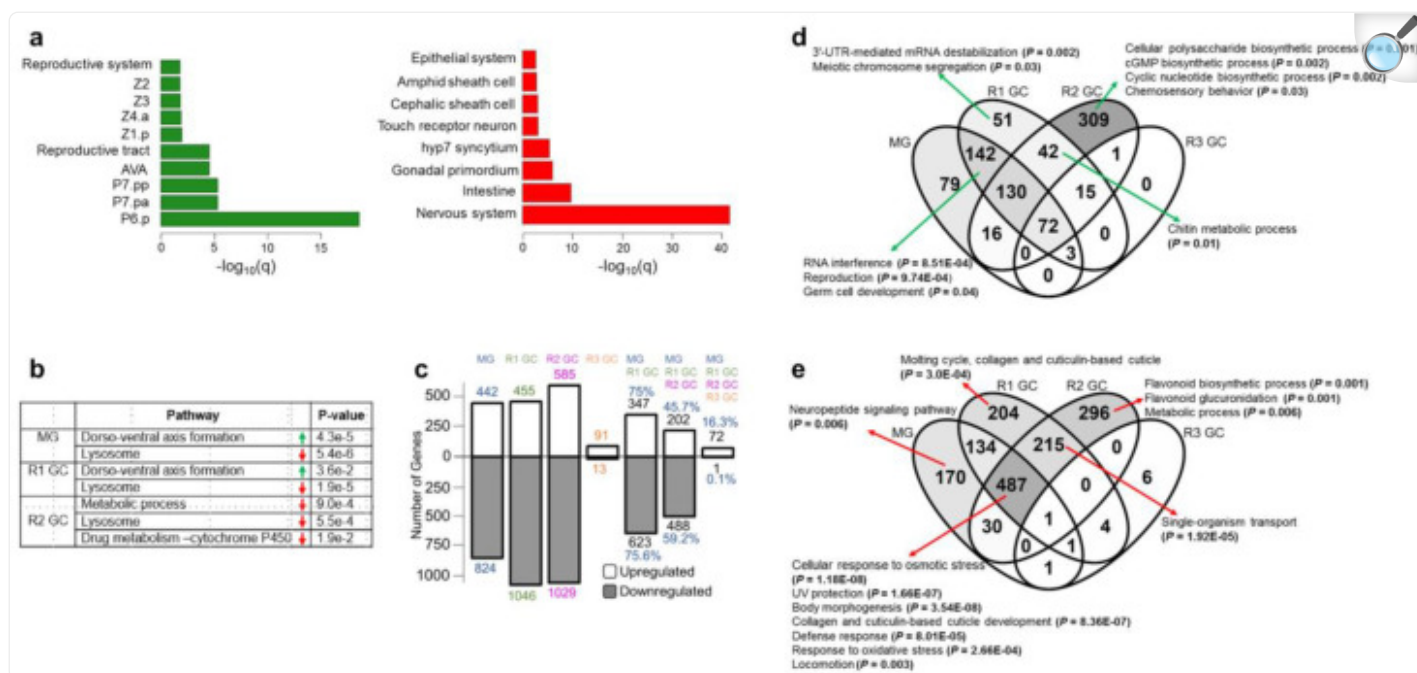 a
Reproductive system
Z2
Z3
Z4.a
Z1.p
Reproductive tract
AVA
P7.pp
P7.pa
P6.p
0
5
10
15
-log10(q)
Epithelial system
Amphid sheath cell
Cephalic sheath cell
Touch receptor neuron
hyp7 syncytium
Gonadal primordium
Intestine
Nervous system
0
10
20
30
40
-log10(q)
b
Pathway P-value
MG Dorso-ventral axis formation 4.3e-5
Lysosome 5.4e-6
R1 GC Dorso-ventral axis formation 3.6e-2
Lysosome 1.9e-5
R2 GC Metabolic process 9.0e-4
Lysosome 5.5e-4
Drug metabolism –cytochrome P450 1.9e-2
c
MG R1 GC R2 GC R3 GC MG MG MG
R1 GC R1 GC R1 GC
R2 GC R2 GC
R3 GC
442 455 585 91 75% 45.7% 16.3%
347 202 72
Number of Genes
500
250
0
250
500
750
1000
824 1046 1029 13 623 488 1
75.6% 59.2% 0.1%
Upregulated
Downregulated
d
3'-UTR-mediated mRNA destabilization (P = 0.002)
Meiotic chromosome segregation (P = 0.03)
Cellular polysaccharide biosynthetic process
cGMP biosynthetic process (P = 0.002)
Cyclic nucleotide biosynthetic process (P = 0.002)
Chemosensory behavior (P = 0.03)
R1 GC R2 GC
MG R3 GC
51 309
142 42 1
79 130 15 0
16 72 0
0 3
0
Chitin metabolic process
(P = 0.01)
RNA interference (P = 8.51E-04)
Reproduction (P = 9.74E-04)
Germ cell development (P = 0.04)
e
Molting cycle, collagen and cuticulin-based cuticle
(P = 3.0E-04)
Neuropeptide signaling pathway
(P = 0.006)
Flavonoid biosynthetic process (P = 0.001)
Flavonoid glucuronidation (P = 0.001)
Metabolic process (P = 0.006)
R1 GC R2 GC
MG R3 GC
204 296
134 215 0
170 487 0 6
30 1 4
0 1
1
Single-organism transport
(P = 1.92E-05)
Cellular response to osmotic stress
(P = 1.18E-08)
UV protection (P = 1.66E-07)
Body morphogenesis (P = 3.54E-08)
Collagen and cuticulin-based cuticle development (P = 8.36E-07)
Defense response (P = 8.01E-05)
Response to oxidative stress (P = 2.66E-04)
Locomotion (P = 0.003)